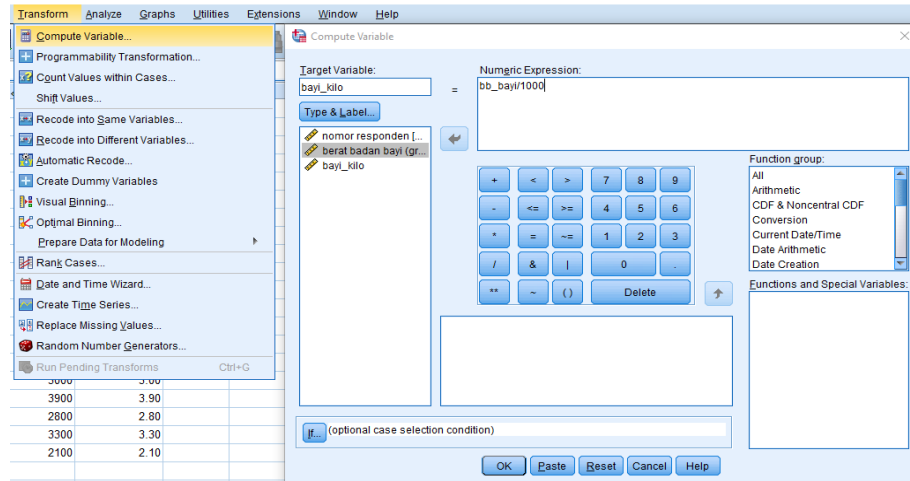 Transform Analyze Graphs Utilities Extensions Window Help
Compute Variable...
Programmability Transformation...
Count Values within Cases...
Shift Values...
Recode into Same Variables...
Recode into Different Variables...
Automatic Recode...
Create Dummy Variables
Visual Binning...
Optimal Binning...
Prepare Data for Modeling
Rank Cases...
Date and Time Wizard...
Create Time Series...
Replace Missing Values...
Random Number Generators...
Run Pending Transforms Ctrl+G
3900 3.90
2800 2.80
3300 3.30
2100 2.10
Compute Variable
Target Variable:
bayi_kilo
=
Type & Label...
nomor responden [...
berat badan bayi (gr...
bayi_kilo
Numeric Expression:
bb_bayi/1000
+ < > 7 8 9
- <= >= 4 5 6
* = ~= 1 2 3
/ & | 0 .
** ~ ( ) Delete
Function group:
All
Arithmetic
CDF & Noncentral CDF
Conversion
Current Date/Time
Date Arithmetic
Date Creation
Functions and Special Variables:
If... (optional case selection condition)
OK Paste Reset Cancel Help